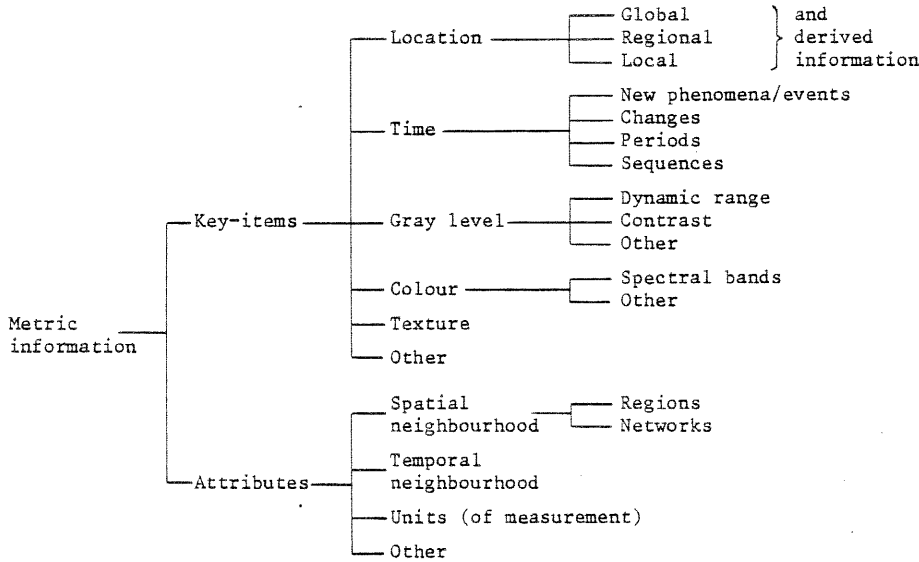 Global
Regional
Local
and
derived
information
Location
New phenomena/events
Changes
Periods
Sequences
Time
Dynamic range
Contrast
Other
Gray level
Key-items
Spectral bands
Other
Colour
Texture
Other
Metric
information
Spatial
neighbourhood
Regions
Networks
Temporal
neighbourhood
Attributes
Units (of measurement)
Other